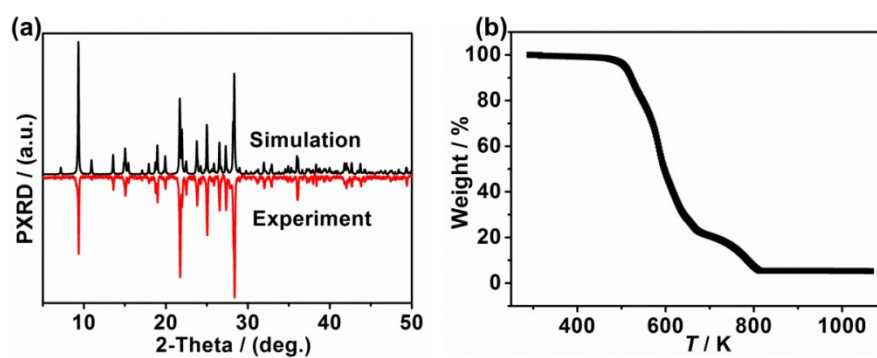 (a)
Simulation
Experiment
PXRD / (a.u.)
10 20 30 40 50
2-Theta / (deg.)
(b)
100
80
60
40
20
0
Weight / %
400 600 800 1000
T / K